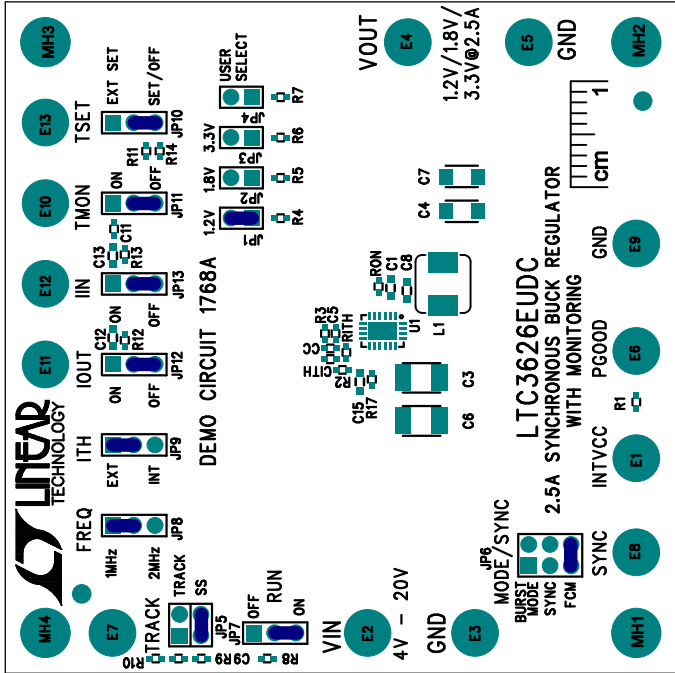 MH4
E7
TRACK
R10
R9
C9
R8
TRACK
SS
JP5
JP7
OFF
ON
RUN
VIN
E2
4V - 20V
GND
E3
MH1
FREQ
1MHz
2MHz
JP8
ITH
EXT
INT
JP9
LINEAR
TECHNOLOGY
E11
IOUT
ON
OFF
JP12
C12
R12
E12
IIN
ON
OFF
JP13
C13
R13
C11
E10
TMON
ON
OFF
JP11
R11
R14
E13
TSET
EXT SET
SET/OFF
JP10
MH3
DEMO CIRCUIT 1768A
1.2V
JP1
R4
1.8V
JP2
R5
3.3V
JP3
R6
USER
SELECT
JP4
R7
VOUT
E4
1.2V/1.8V/
3.3V@2.5A
E5
GND
MH2
R3
C5
CC
RITH
CITH
R2
C15
R17
U1
RON
C1
C8
L1
C7
C4
C3
C6
LTC3626EUDC
2.5A SYNCHRONOUS BUCK REGULATOR
WITH MONITORING
MODE/SYNC
JP6
BURST
MODE
SYNC
FCM
SYNC
E8
INTVCC
E1
R1
PGOOD
E6
GND
E9
cm
1